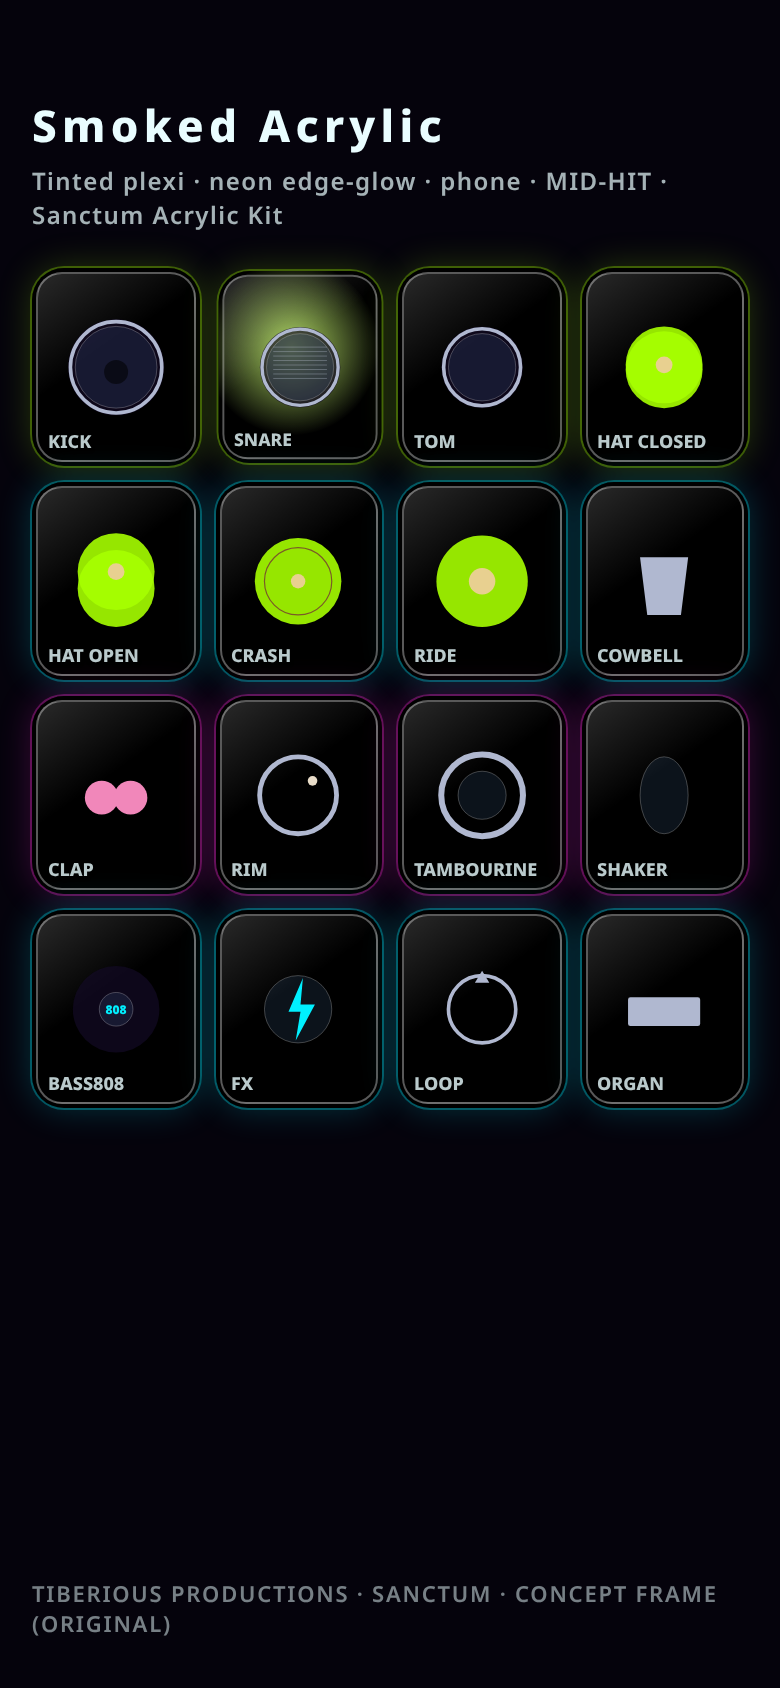 Smoked Acrylic
Tinted plexi · neon edge-glow · phone · MID-HIT ·
Sanctum Acrylic Kit
KICK
SNARE
TOM
HAT CLOSED
HAT OPEN
CRASH
RIDE
COWBELL
CLAP
RIM
TAMBOURINE
SHAKER
808
BASS808
FX
LOOP
ORGAN
TIBERIOUS PRODUCTIONS · SANCTUM · CONCEPT FRAME
(ORIGINAL)